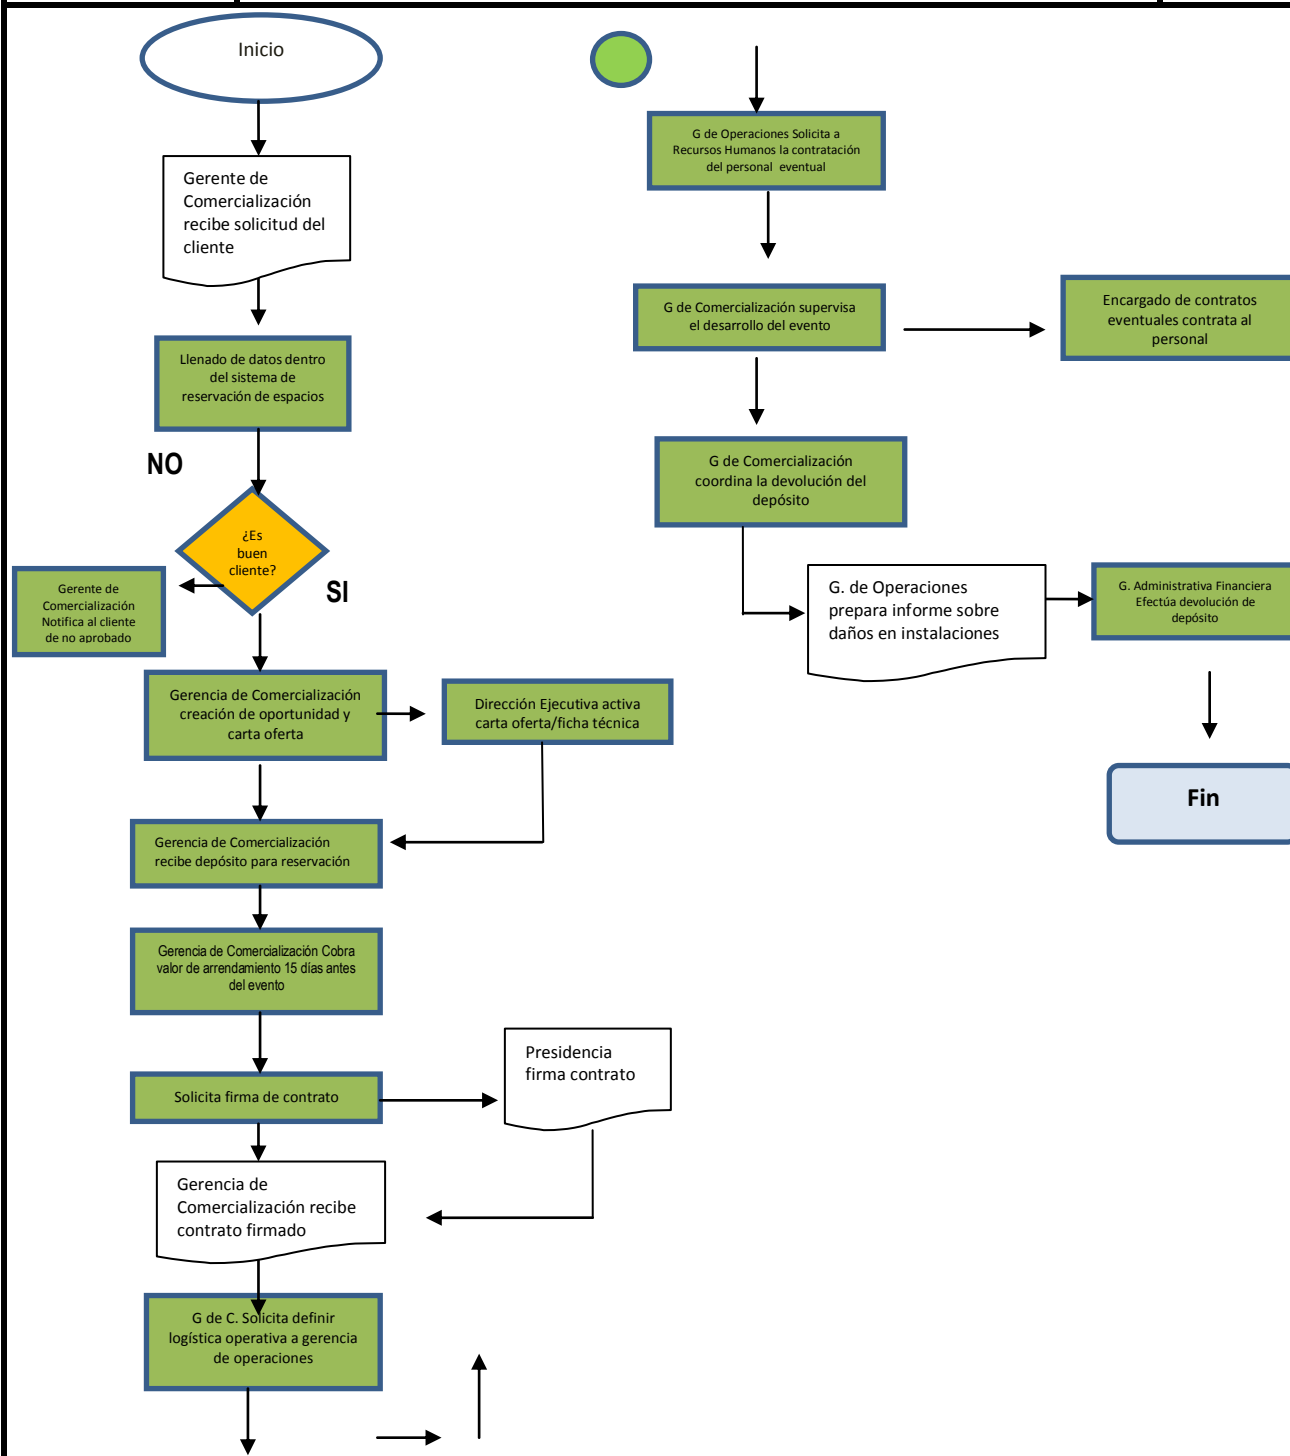 Inicio
Gerente de
Comercialización
recibe solicitud del
cliente
Llenado de datos dentro
del sistema de
reservación de espacios
NO
¿Es
buen
cliente?
SI
Gerente de
Comercialización
Notifica al cliente
de no aprobado
Gerencia de Comercialización
creación de oportunidad y
carta oferta
Dirección Ejecutiva activa
carta oferta/ficha técnica
Gerencia de Comercialización
recibe depósito para reservación
Gerencia de Comercialización Cobra
valor de arrendamiento 15 días antes
del evento
Solicita firma de contrato
Presidencia
firma contrato
Gerencia de
Comercialización recibe
contrato firmado
G de C. Solicita definir
logística operativa a gerencia
de operaciones
G de Operaciones Solicita a
Recursos Humanos la contratación
del personal eventual
G de Comercialización supervisa
el desarrollo del evento
Encargado de contratos
eventuales contrata al
personal
G de Comercialización
coordina la devolución del
depósito
G. de Operaciones
prepara informe sobre
daños en instalaciones
G. Administrativa Financiera
Efectúa devolución de
depósito
Fin